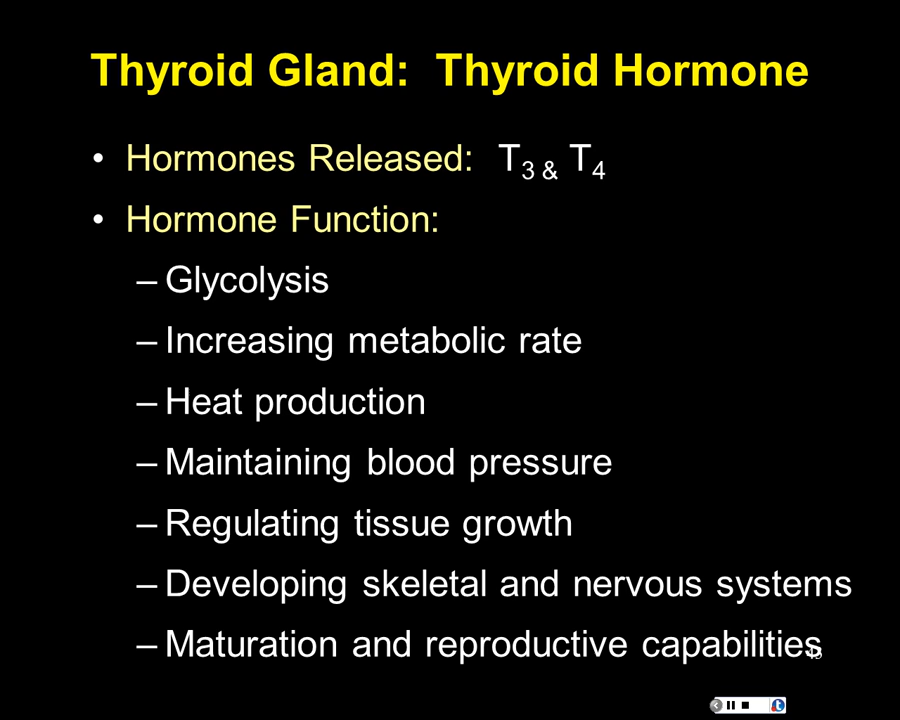 Thyroid Gland: Thyroid Hormone
• Hormones Released: T3 & T4
• Hormone Function:
– Glycolysis
– Increasing metabolic rate
– Heat production
– Maintaining blood pressure
– Regulating tissue growth
– Developing skeletal and nervous systems
– Maturation and reproductive capabilities